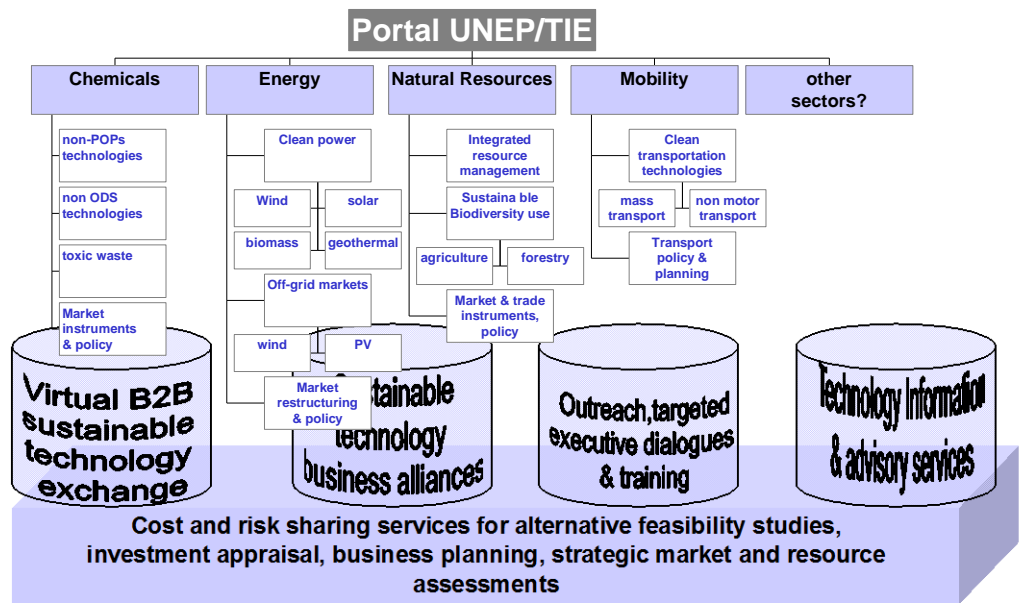 Portal UNEP/TIE
Chemicals
Energy
Natural Resources
Mobility
other
sectors?
non-POPs
technologies
non ODS
technologies
toxic waste
Market
instruments
& policy
Clean power
Wind
solar
biomass
geothermal
Off-grid markets
wind
PV
Market
restructuring
& policy
Integrated
resource
management
Sustaina ble
Biodiversity use
agriculture
forestry
Market & trade
instruments,
policy
Clean
transportation
technologies
mass
transport
non motor
transport
Transport
policy &
planning
Virtual B2B
sustainable
technology
exchange
Sustainable
technology
business alliances
Outreach,targeted
executive dialogues
& training
Technology Information
& advisory services
Cost and risk sharing services for alternative feasibility studies,
investment appraisal, business planning, strategic market and resource
assessments